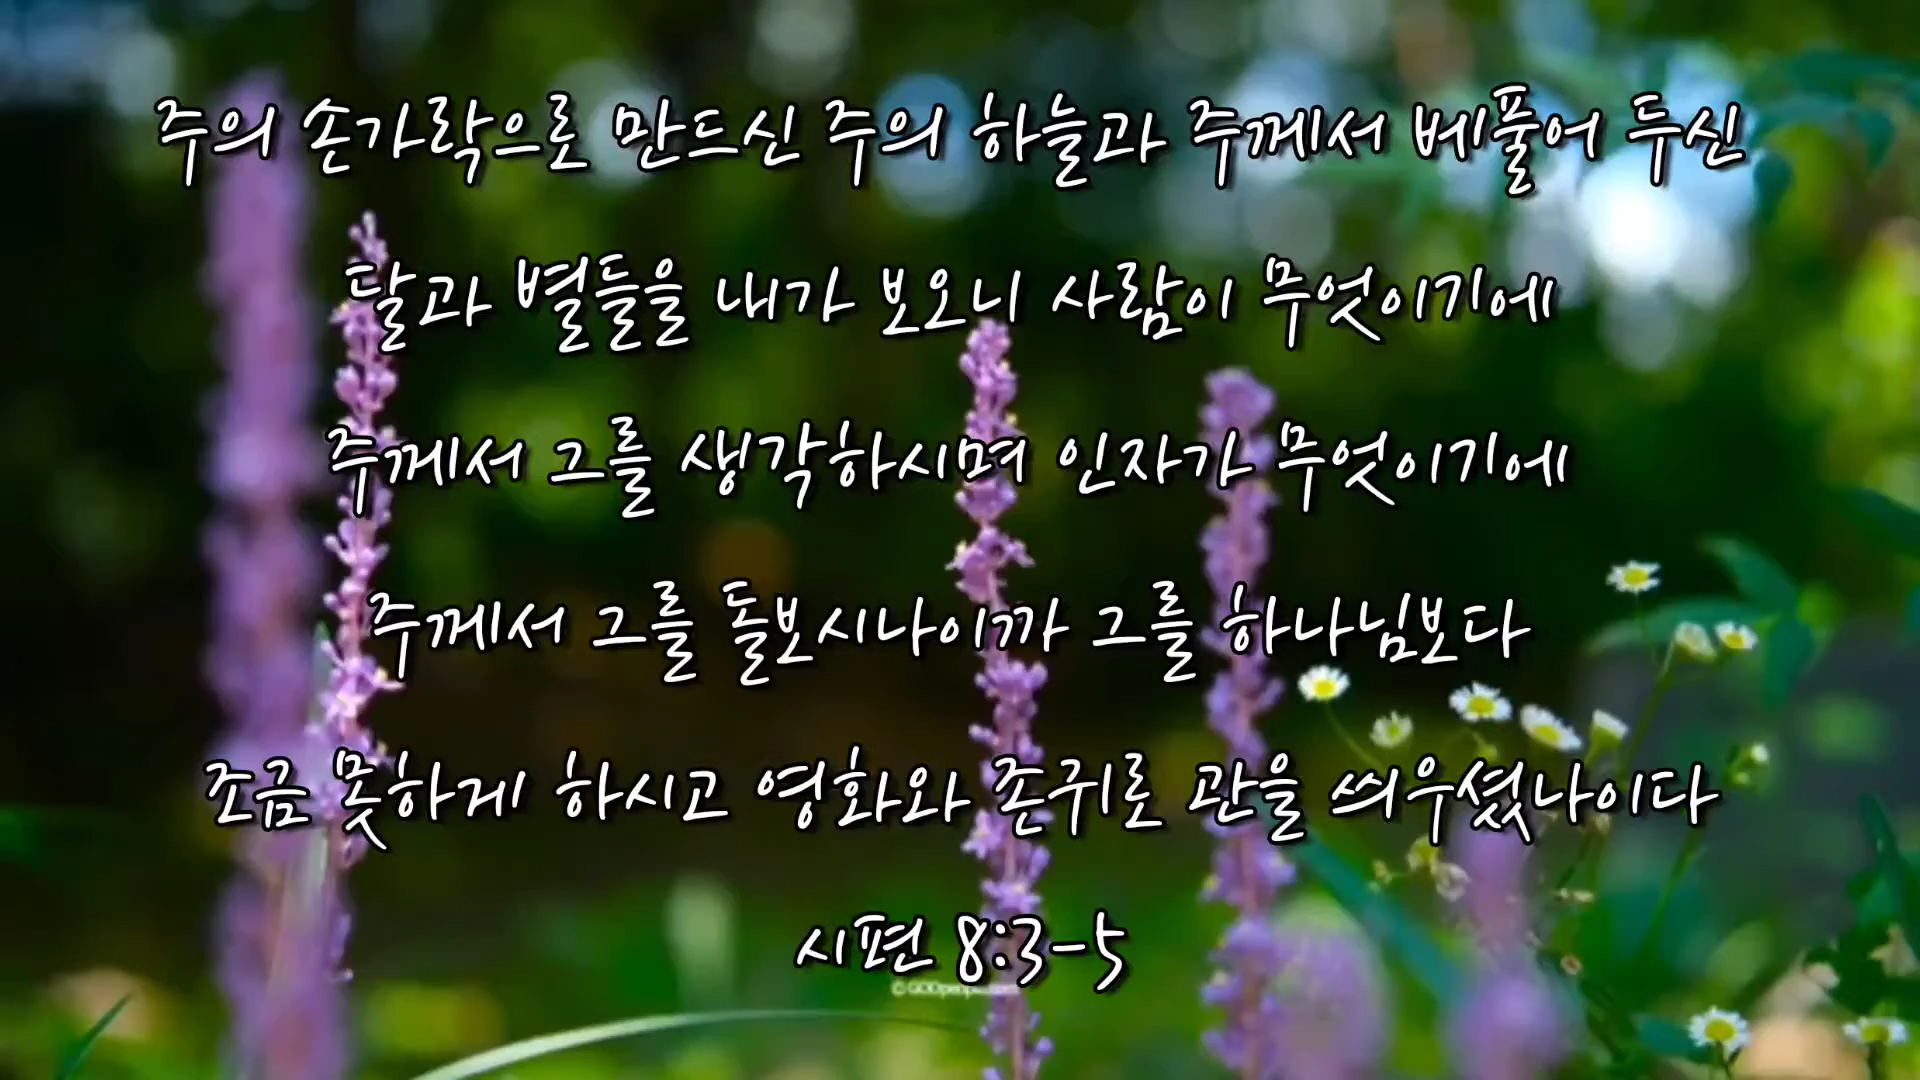 주의 손가락으로 만드신 주의 하늘과 주께서 베풀어 두신
달과 별들을 내가 보오니 사람이 무엇이기에
주께서 그를 생각하시며 인자가 무엇이기에
주께서 그를 돌보시나이까 그를 하나님보다
조금 못하게 하시고 영화와 존귀로 관을 씌우셨나이다
시편 8:3-5